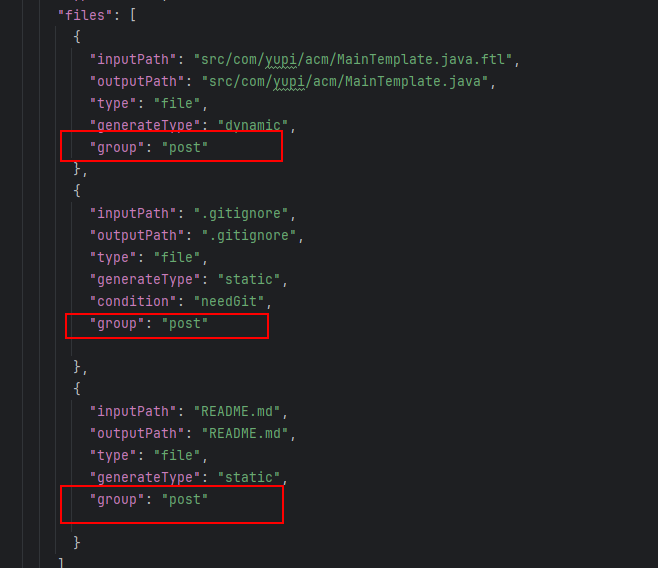 "files": [
{
"inputPath": "src/com/yupi/acm/MainTemplate.java.ftl",
"outputPath": "src/com/yupi/acm/MainTemplate.java",
"type": "file",
"generateType": "dynamic",
"group": "post"
},
{
"inputPath": ".gitignore",
"outputPath": ".gitignore",
"type": "file",
"generateType": "static",
"condition": "needGit",
"group": "post"
},
{
"inputPath": "README.md",
"outputPath": "README.md",
"type": "file",
"generateType": "static",
"group": "post"
}
]